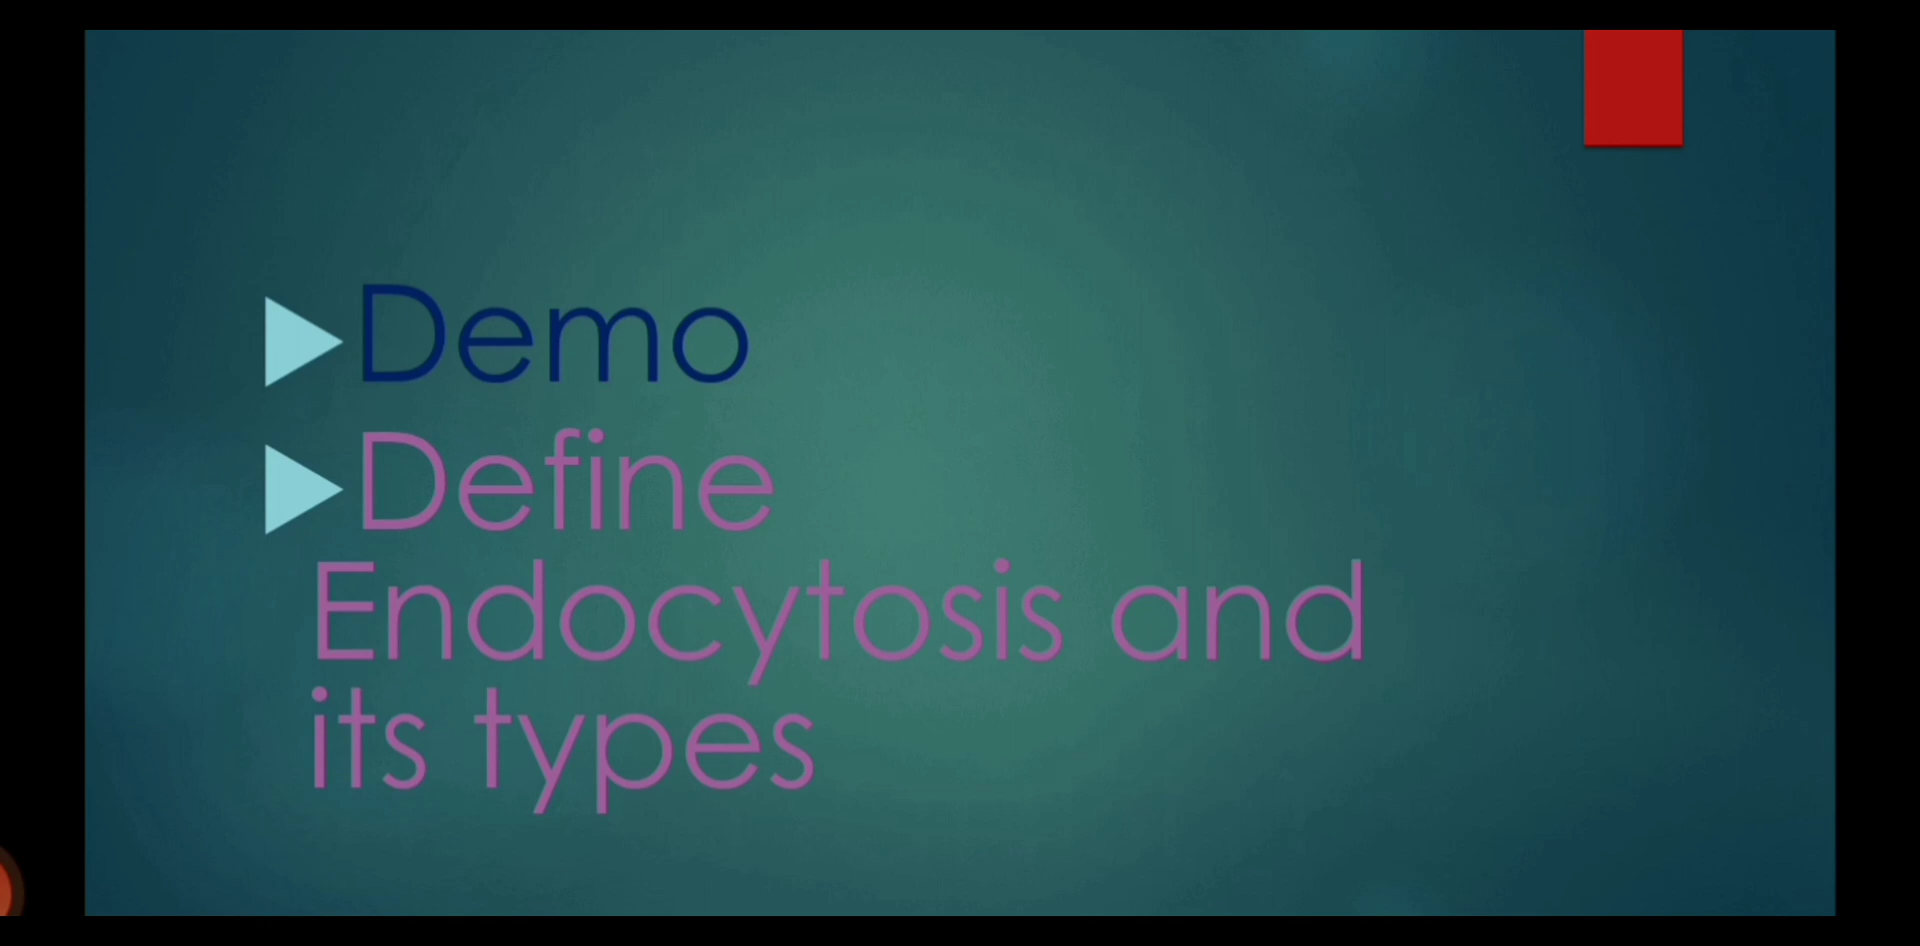 Demo
Define
Endocytosis and
its types